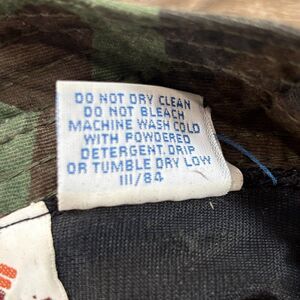 DO NOT DRY CLEAN
DO NOT BLEACH
MACHINE WASH COLD
WITH POWDERED
DETERGENT. DRIP
OR TUMBLE DRY LOW
III/84